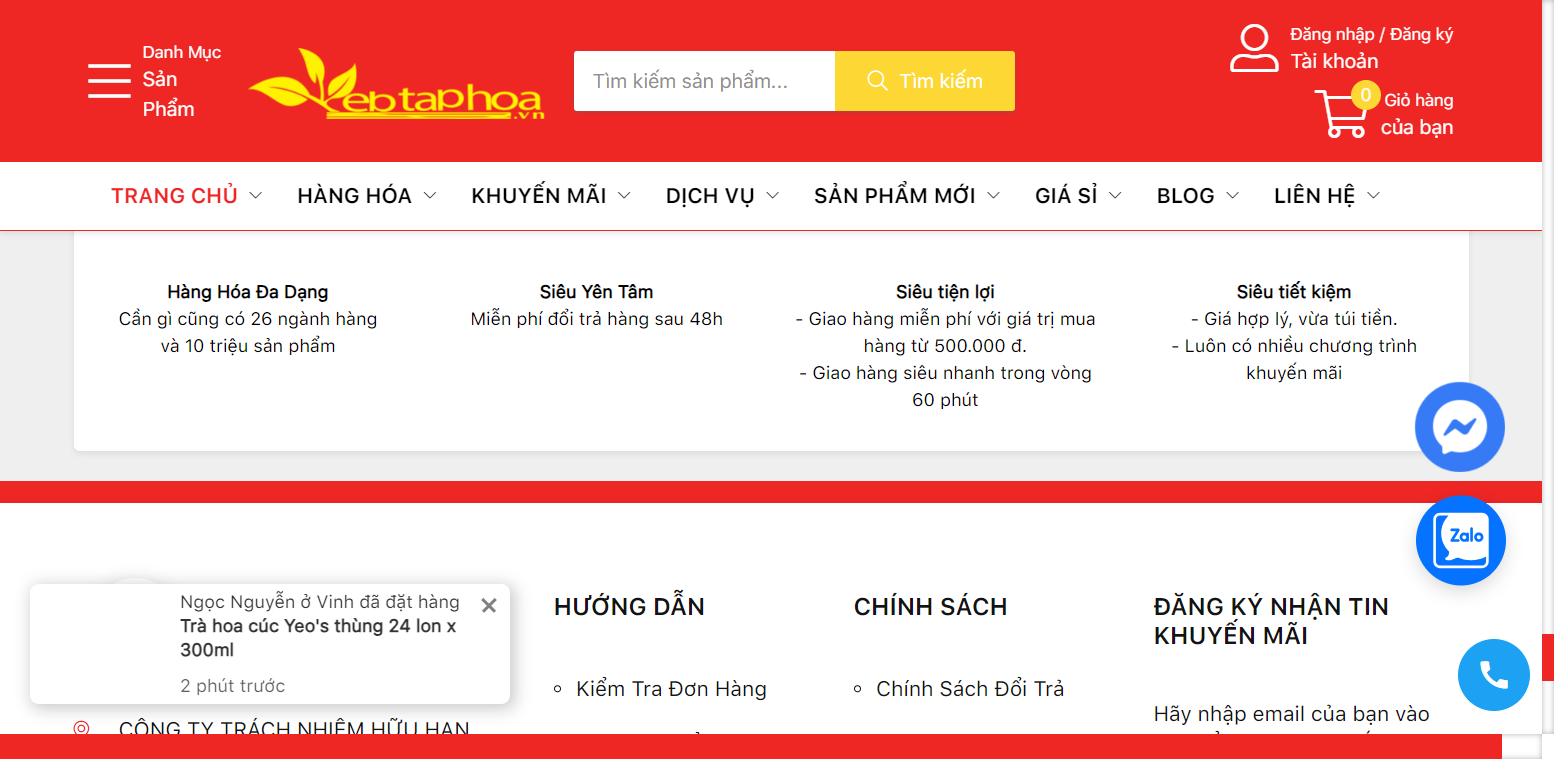 Danh Mục
Sản
Phẩm
ebtaphoa
.vn
Tìm kiếm sản phẩm...
Tìm kiếm
Đăng nhập / Đăng ký
Tài khoản
0
Giỏ hàng
của bạn
TRANG CHỦ
HÀNG HÓA
KHUYẾN MÃI
DỊCH VỤ
SẢN PHẨM MỚI
GIÁ SỈ
BLOG
LIÊN HỆ
Hàng Hóa Đa Dạng
Cần gì cũng có 26 ngành hàng
và 10 triệu sản phẩm
Siêu Yên Tâm
Miễn phí đổi trả hàng sau 48h
Siêu tiện lợi
- Giao hàng miễn phí với giá trị mua
hàng từ 500.000 đ.
- Giao hàng siêu nhanh trong vòng
60 phút
Siêu tiết kiệm
- Giá hợp lý, vừa túi tiền.
- Luôn có nhiều chương trình
khuyến mãi
Zalo
Ngọc Nguyễn ở Vinh đã đặt hàng
Trà hoa cúc Yeo's thùng 24 lon x
300ml
2 phút trước
CÔNG TY TRÁCH NHIỆM HỮU HẠN
HƯỚNG DẪN
Kiểm Tra Đơn Hàng
CHÍNH SÁCH
Chính Sách Đổi Trả
ĐĂNG KÝ NHẬN TIN
KHUYẾN MÃI
Hãy nhập email của bạn vào